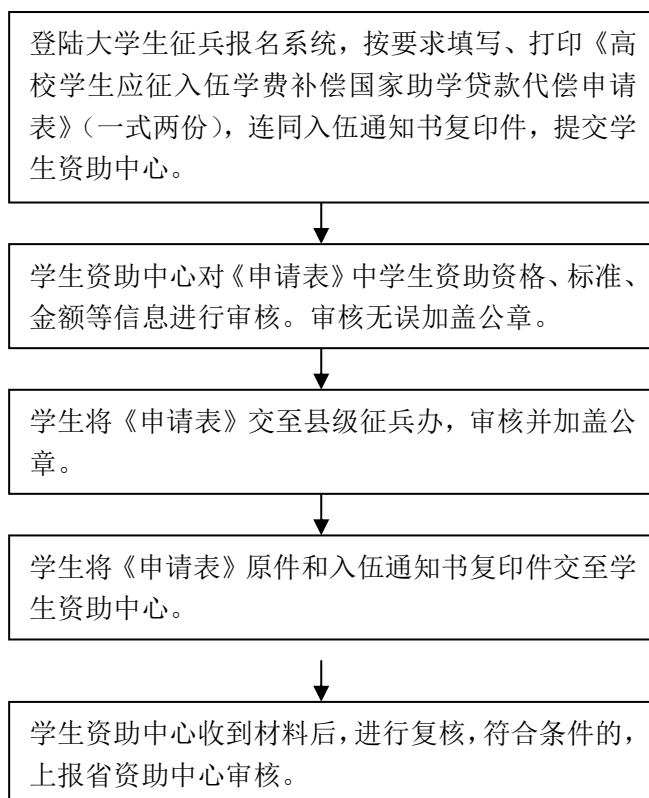 登陆大学生征兵报名系统，按要求填写、打印《高
校学生应征入伍学费补偿国家助学贷款代偿申请
表》（一式两份），连同入伍通知书复印件，提交学
生资助中心。
学生资助中心对《申请表》中学生资助资格、标准、
金额等信息进行审核。审核无误加盖公章。
学生将《申请表》交至县级征兵办，审核并加盖公
章。
学生将《申请表》原件和入伍通知书复印件交至学
生资助中心。
学生资助中心收到材料后，进行复核，符合条件的，
上报省资助中心审核。